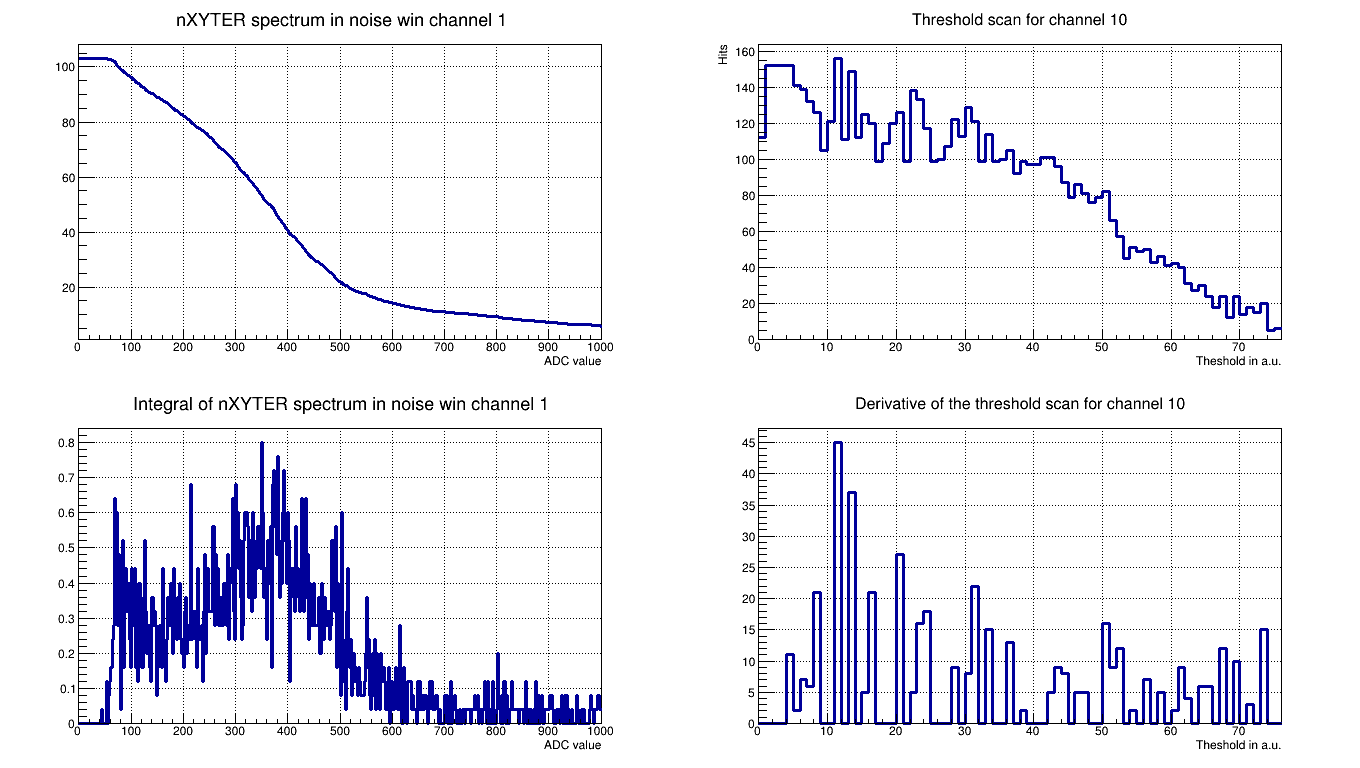 nXYTER spectrum in noise win channel 1
100
80
60
40
20
0 100 200 300 400 500 600 700 800 900 1000
ADC value
Threshold scan for channel 10
Hits
160
140
120
100
80
60
40
20
0
0 10 20 30 40 50 60 70
Theshold in a.u.
Integral of nXYTER spectrum in noise win channel 1
0.8
0.7
0.6
0.5
0.4
0.3
0.2
0.1
0
0 100 200 300 400 500 600 700 800 900 1000
ADC value
Derivative of the threshold scan for channel 10
45
40
35
30
25
20
15
10
5
0
0 10 20 30 40 50 60 70
Theshold in a.u.